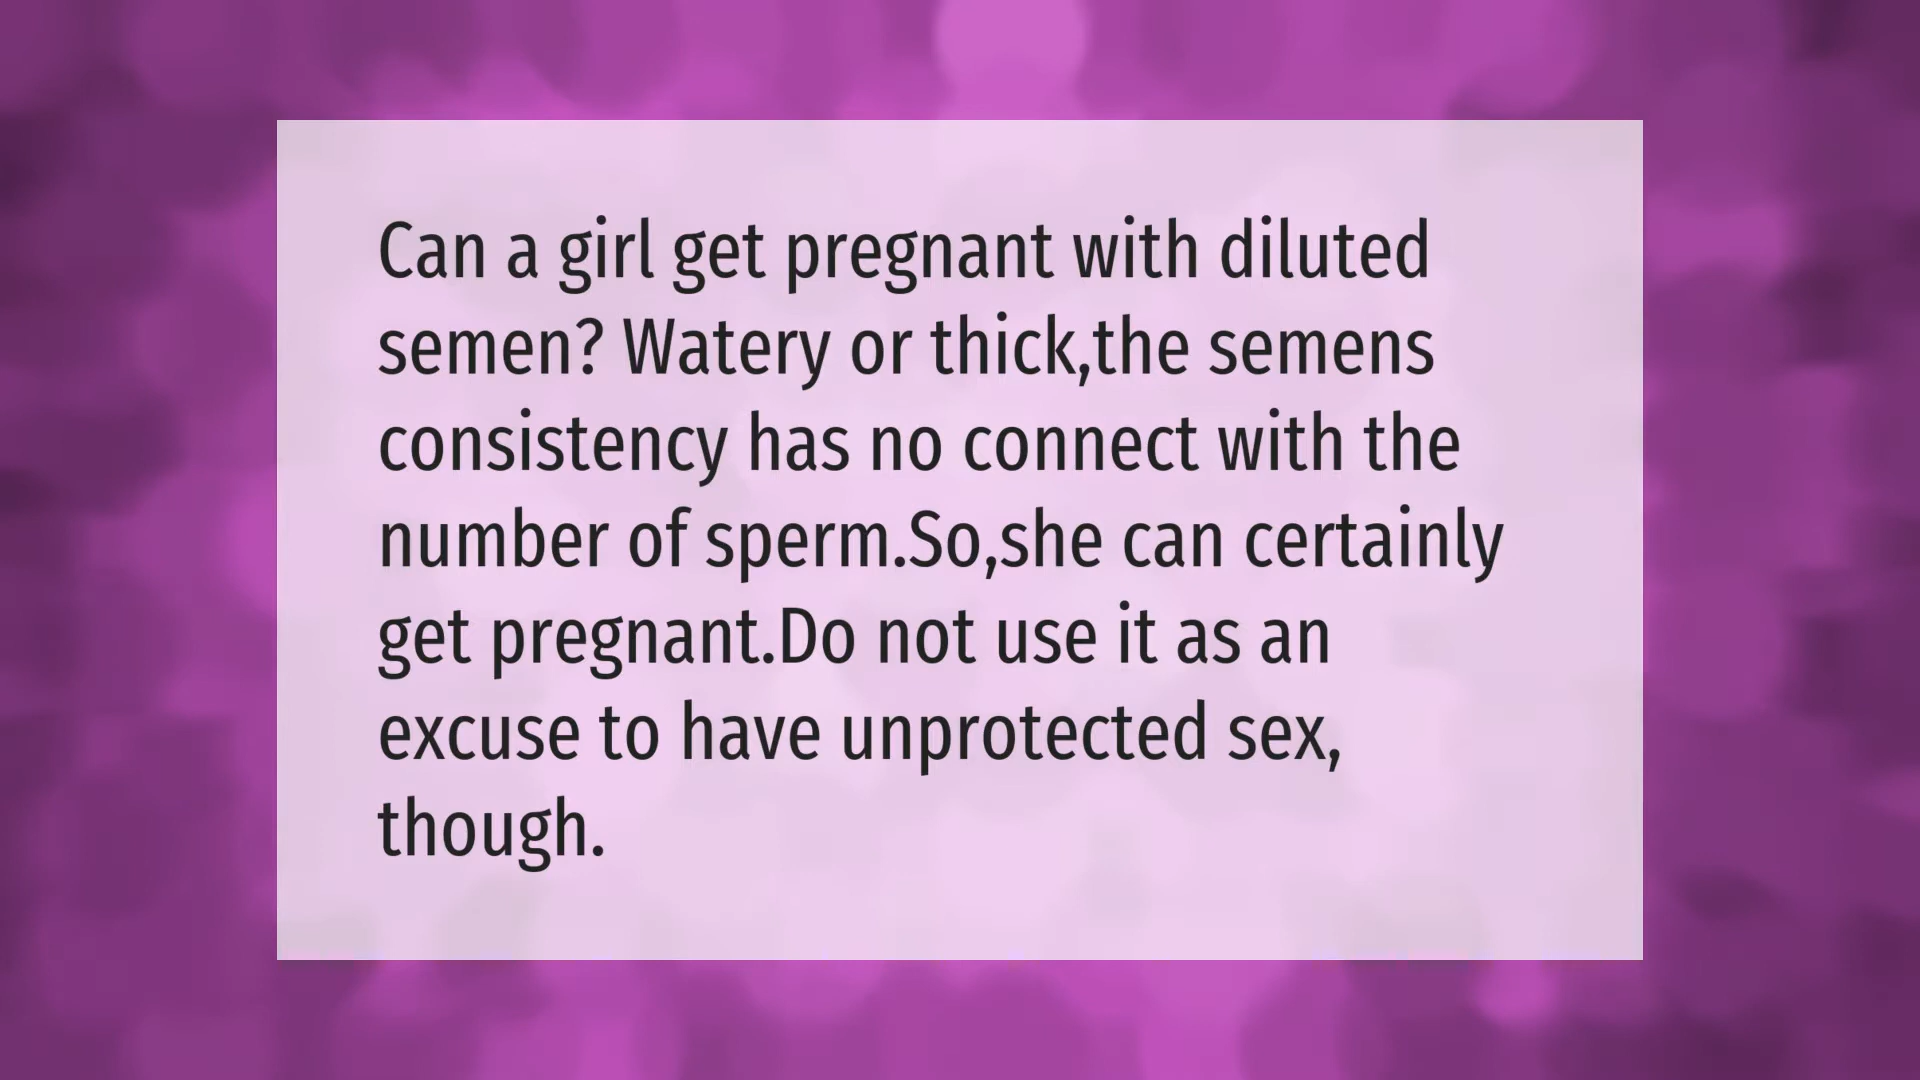 Can a girl get pregnant with diluted
semen? Watery or thick,the semens
consistency has no connect with the
number of sperm.So,she can certainly
get pregnant.Do not use it as an
excuse to have unprotected sex,
though.